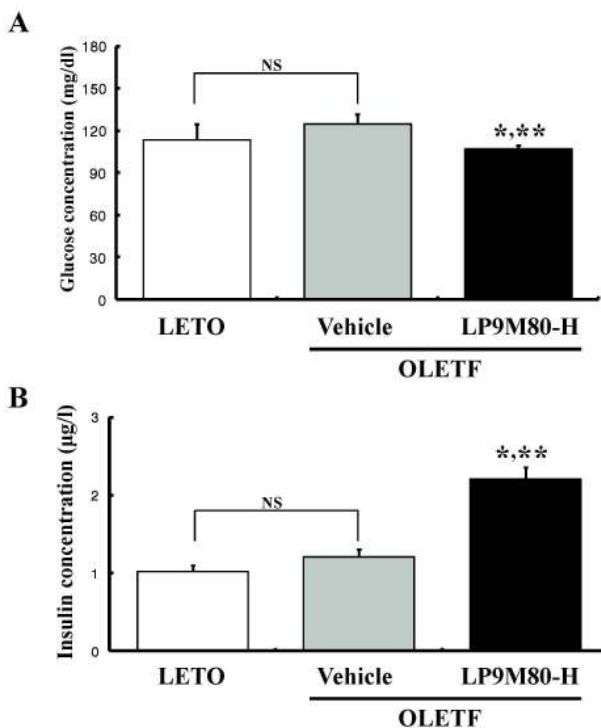 A
Glucose concentration (mg/dl)
180
150
120
90
60
30
0
NS
*,**
LETO Vehicle LP9M80-H
OLETF
B
Insulin concentration (μg/l)
3
2
1
0
NS
*,**
LETO Vehicle LP9M80-H
OLETF